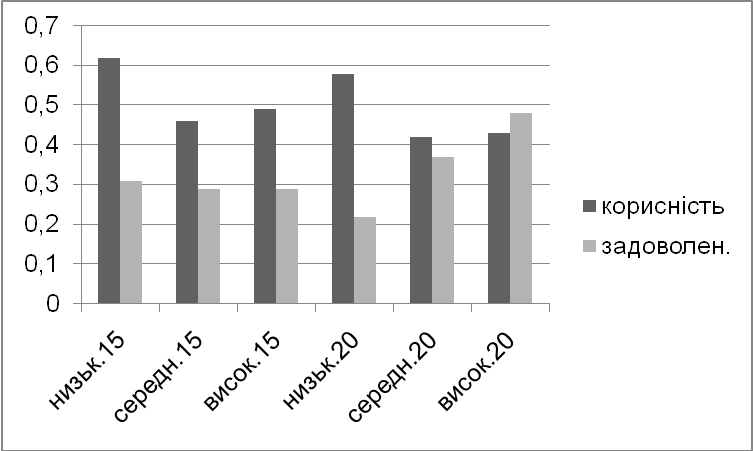 0,7
0,6
0,5
0,4
0,3
0,2
0,1
0
низьк.15
середн.15
висок.15
низьк.20
середн.20
висок.20
корисність
задоволен.